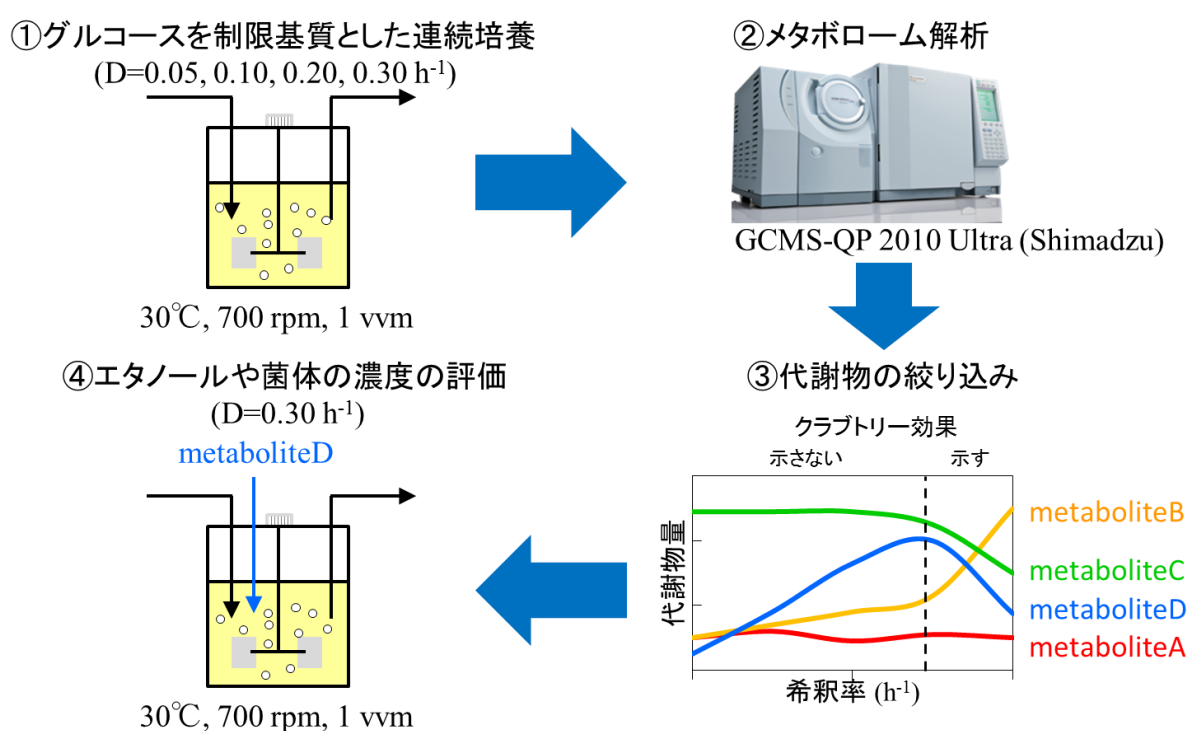 ①グルコースを制限基質とした連続培養
(D=0.05, 0.10, 0.20, 0.30 h-1)
30℃, 700 rpm, 1 vvm
②メタボローム解析
GCMS-QP 2010 Ultra (Shimadzu)
③代謝物の絞り込み
クラブトリー効果
示さない 示す
代謝物量
metaboliteB
metaboliteC
metaboliteD
metaboliteA
希釈率 (h-1)
④エタノールや菌体の濃度の評価
(D=0.30 h-1)
metaboliteD
30℃, 700 rpm, 1 vvm